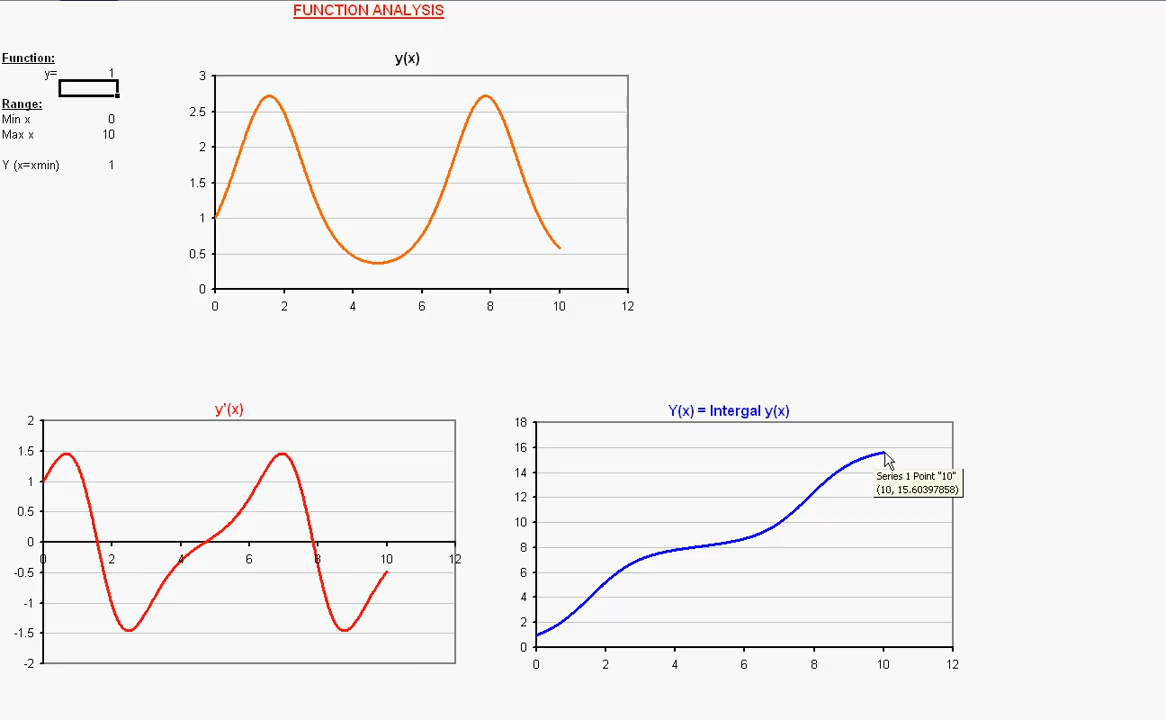 FUNCTION ANALYSIS
Function:
y= 1
Range:
Min x 0
Max x 10
Y (x=xmin) 1
y(x)
3
2.5
2
1.5
1
0.5
0
0 2 4 6 8 10 12
y'(x)
2
1.5
1
0.5
0
-0.5
-1
-1.5
-2
0 2 4 6 8 10 12
Y(x) = Intergal y(x)
18
16
14
12
10
8
6
4
2
0
0 2 4 6 8 10 12
Series 1 Point "10"
(10, 15.60397858)